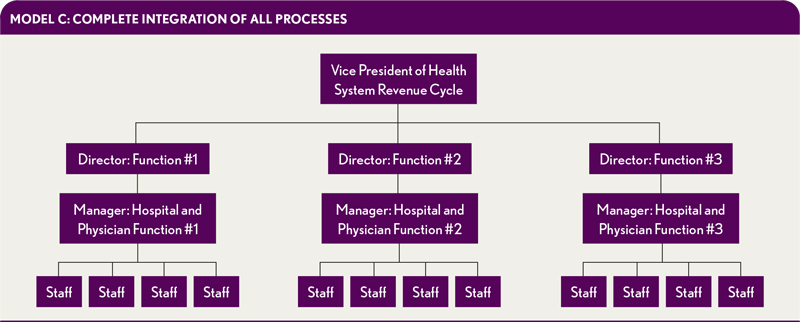 MODEL C: COMPLETE INTEGRATION OF ALL PROCESSES
Vice President of Health
System Revenue Cycle
Director: Function #1
Director: Function #2
Director: Function #3
Manager: Hospital and
Physician Function #1
Manager: Hospital and
Physician Function #2
Manager: Hospital and
Physician Function #3
Staff
Staff
Staff
Staff
Staff
Staff
Staff
Staff
Staff
Staff
Staff
Staff